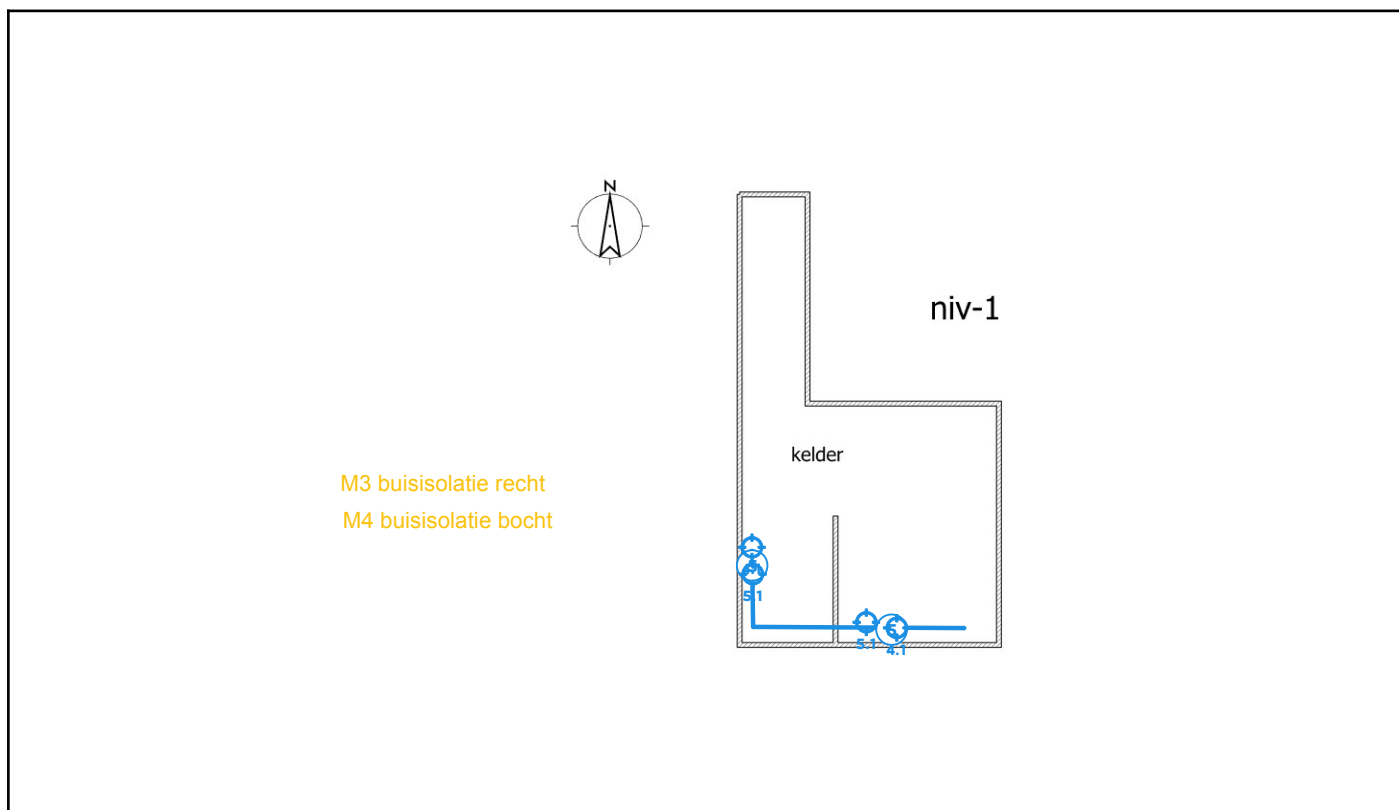 N
niv-1
kelder
M3 buisisolatie recht
M4 buisisolatie bocht
5.1
5.1
4.1